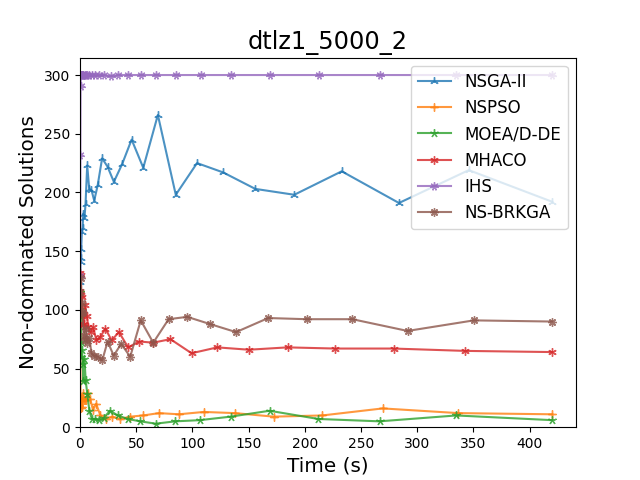 dtlz1_5000_2
Non-dominated Solutions
300
250
200
150
100
50
0
0 50 100 150 200 250 300 350 400
Time (s)
NSGA-II
NSPSO
MOEA/D-DE
MHACO
IHS
NS-BRKGA